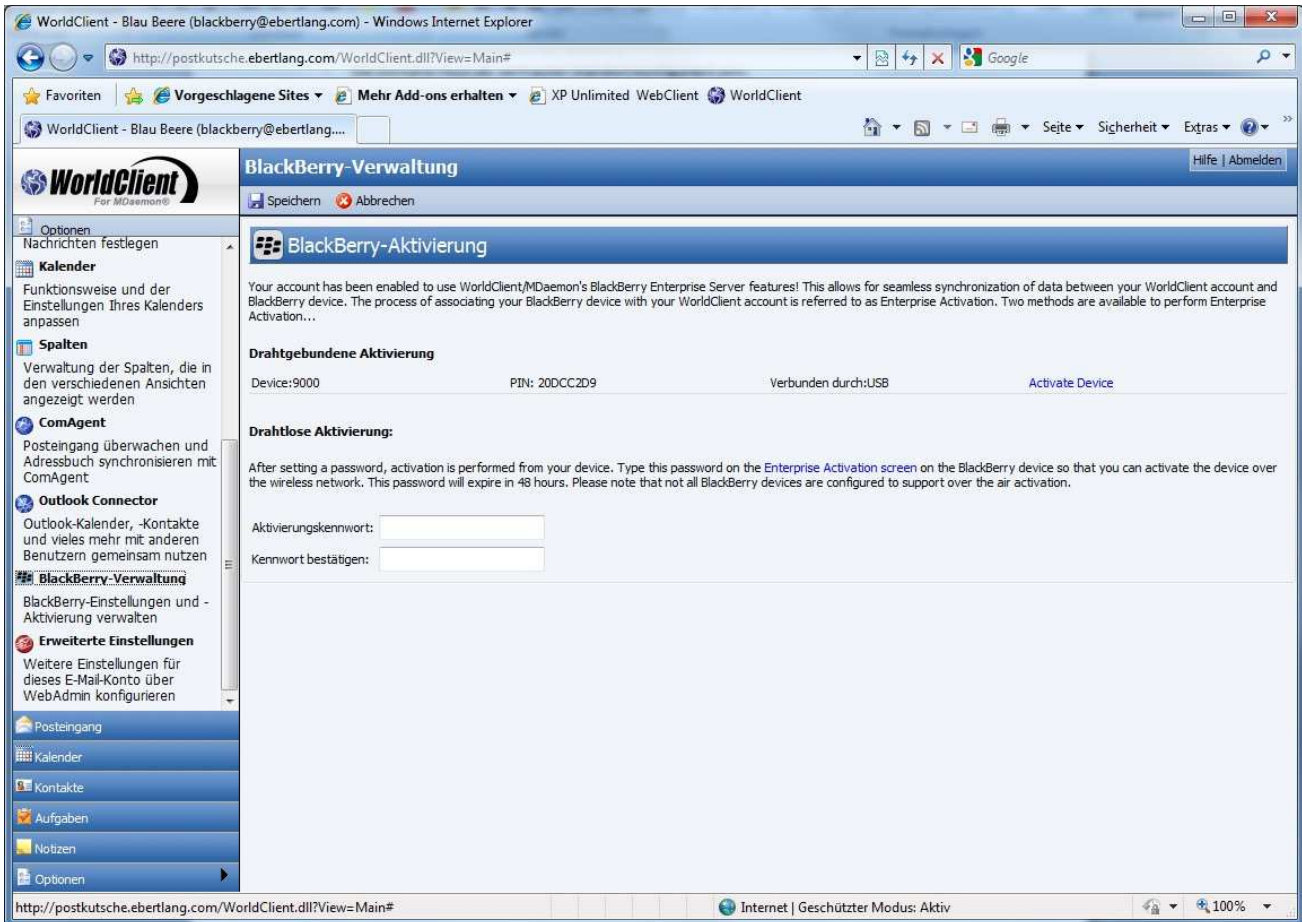 WorldClient - Blau Beere (blackberry@ebertlang.com) - Windows Internet Explorer
http://postkutsche.ebertlang.com/WorldClient.dll?View=Main#
Google
Favoriten
Vorgeschlagene Sites
Mehr Add-ons erhalten
XP Unlimited WebClient
WorldClient
WorldClient - Blau Beere (blackberry@ebertlang....
Seite
Sicherheit
Extras
WorldClient
For MDaemon®
BlackBerry-Verwaltung
Hilfe | Abmelden
Speichern
Abbrechen
Optionen
Nachrichten festlegen
Kalender
Funktionsweise und der
Einstellungen Ihres Kalenders
anpassen
Spalten
Verwaltung der Spalten, die in
den verschiedenen Ansichten
angezeigt werden
ComAgent
Posteingang überwachen und
Adressbuch synchronisieren mit
ComAgent
Outlook Connector
Outlook-Kalender, -Kontakte
und vieles mehr mit anderen
Benutzern gemeinsam nutzen
BlackBerry-Verwaltung
BlackBerry-Einstellungen und -
Aktivierung verwalten
Erweiterte Einstellungen
Weitere Einstellungen für
dieses E-Mail-Konto über
WebAdmin konfigurieren
Posteingang
Kalender
Kontakte
Aufgaben
Notizen
Optionen
BlackBerry-Aktivierung
Your account has been enabled to use WorldClient/MDaemon's BlackBerry Enterprise Server features! This allows for seamless synchronization of data between your WorldClient account and
BlackBerry device. The process of associating your BlackBerry device with your WorldClient account is referred to as Enterprise Activation. Two methods are available to perform Enterprise
Activation...
Drahtgebundene Aktivierung
Device:9000 PIN: 20DCC2D9 Verbunden durch:USB Activate Device
Drahtlose Aktivierung:
After setting a password, activation is performed from your device. Type this password on the Enterprise Activation screen on the BlackBerry device so that you can activate the device over
the wireless network. This password will expire in 48 hours. Please note that not all BlackBerry devices are configured to support over the air activation.
Aktivierungskennwort:
Kennwort bestätigen:
http://postkutsche.ebertlang.com/WorldClient.dll?View=Main#
Internet | Geschützter Modus: Aktiv
100%